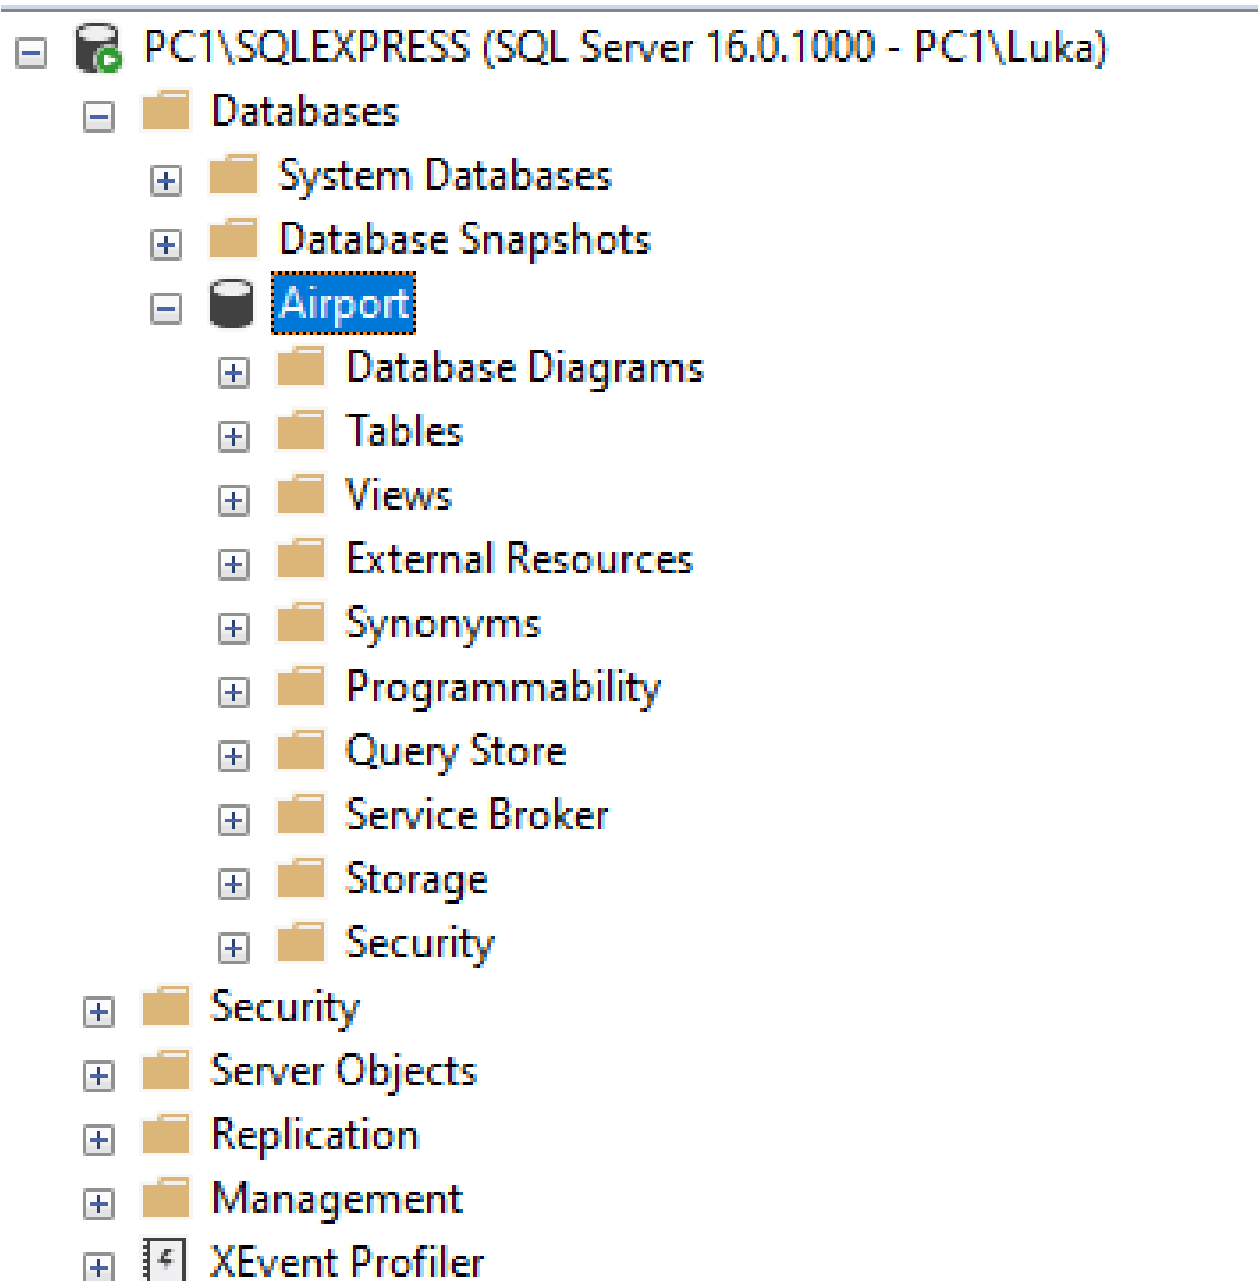 PC1\SQLEXPRESS (SQL Server 16.0.1000 - PC1\Luka)
Databases
System Databases
Database Snapshots
Airport
Database Diagrams
Tables
Views
External Resources
Synonyms
Programmability
Query Store
Service Broker
Storage
Security
Security
Server Objects
Replication
Management
XEvent Profiler